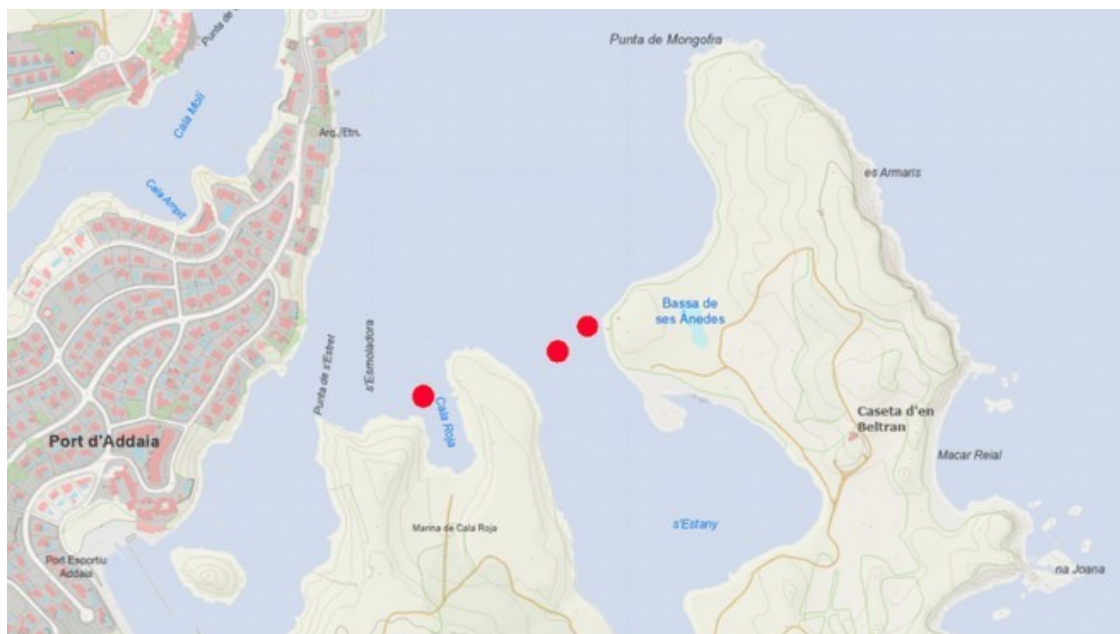 Punta de
Punta de Mongofra
Cala Molí
Arq./Etn.
es Armaris
Cala Ampit
Bassa de
ses Ànedes
Punta de s'Estret
s'Esmoladora
Cala Roja
Caseta d'en
Beltran
Port d'Addaia
Macar Reial
Marina de Cala Roja
s'Estany
Port Esportiu
Addaia
na Joana